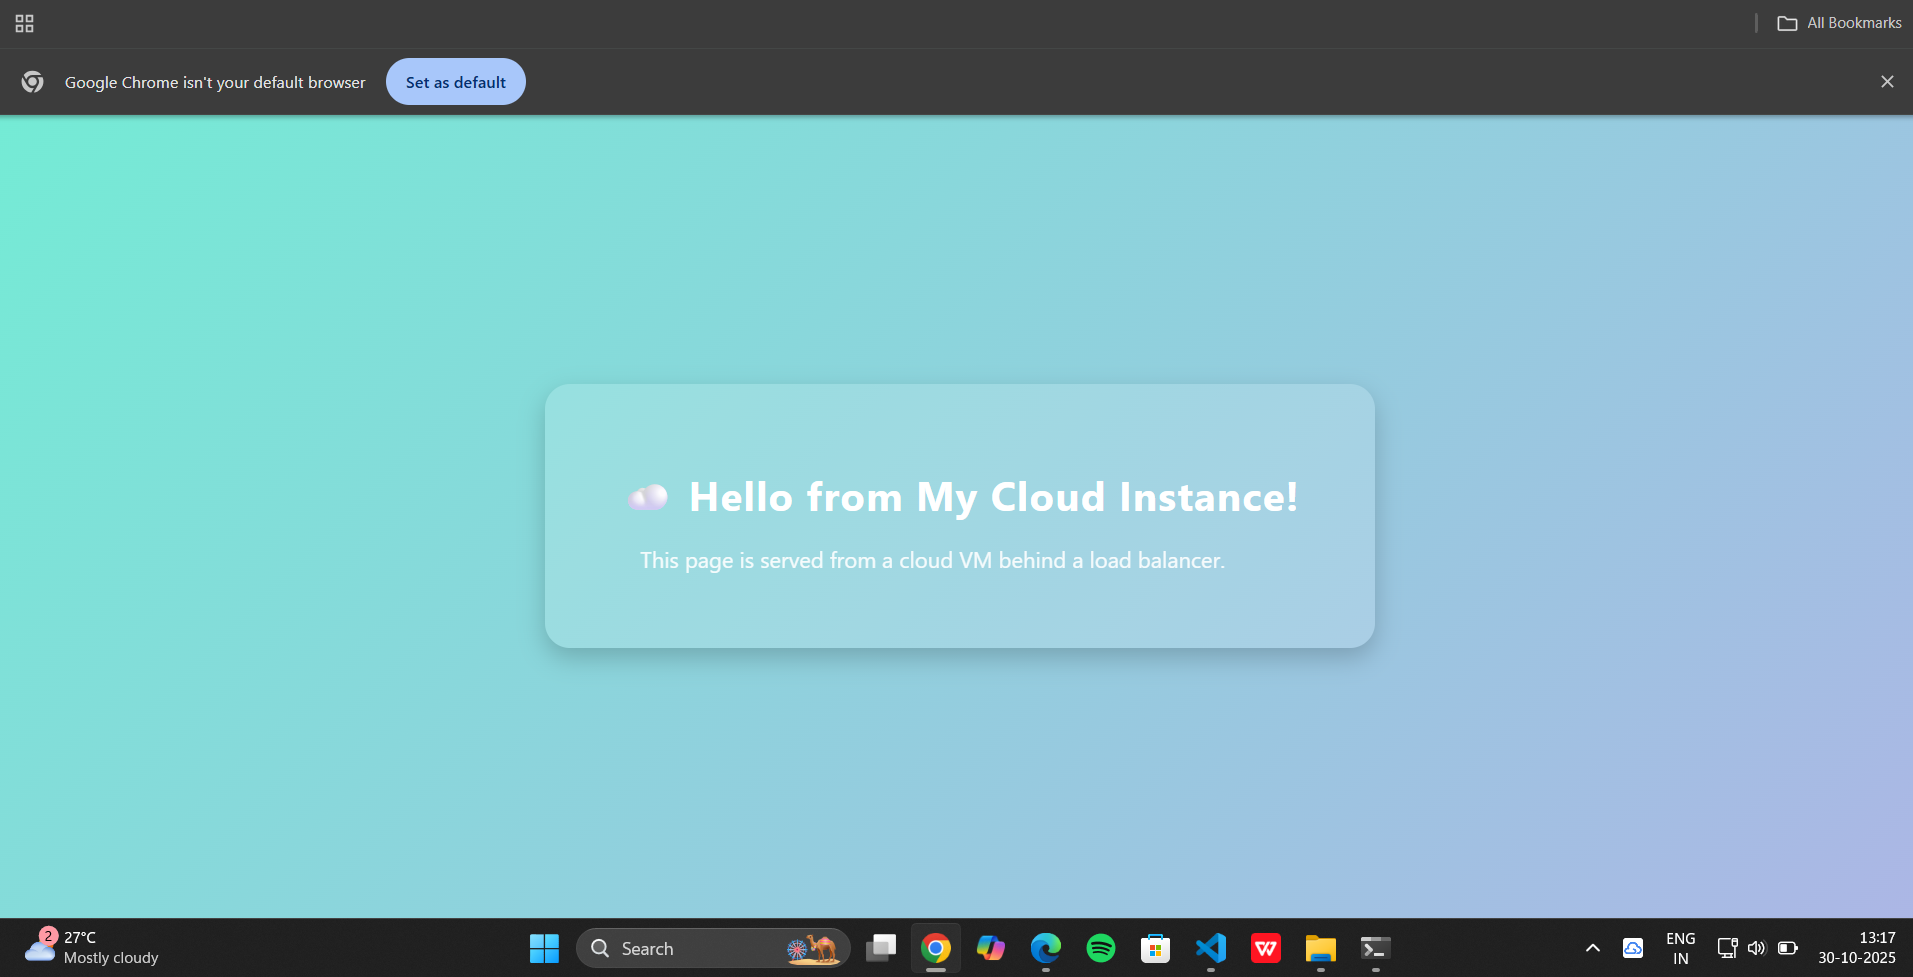 All Bookmarks
Google Chrome isn't your default browser
Set as default
Hello from My Cloud Instance!
This page is served from a cloud VM behind a load balancer.
2
27°C
Mostly cloudy
Search
W
ENG
IN
13:17
30-10-2025